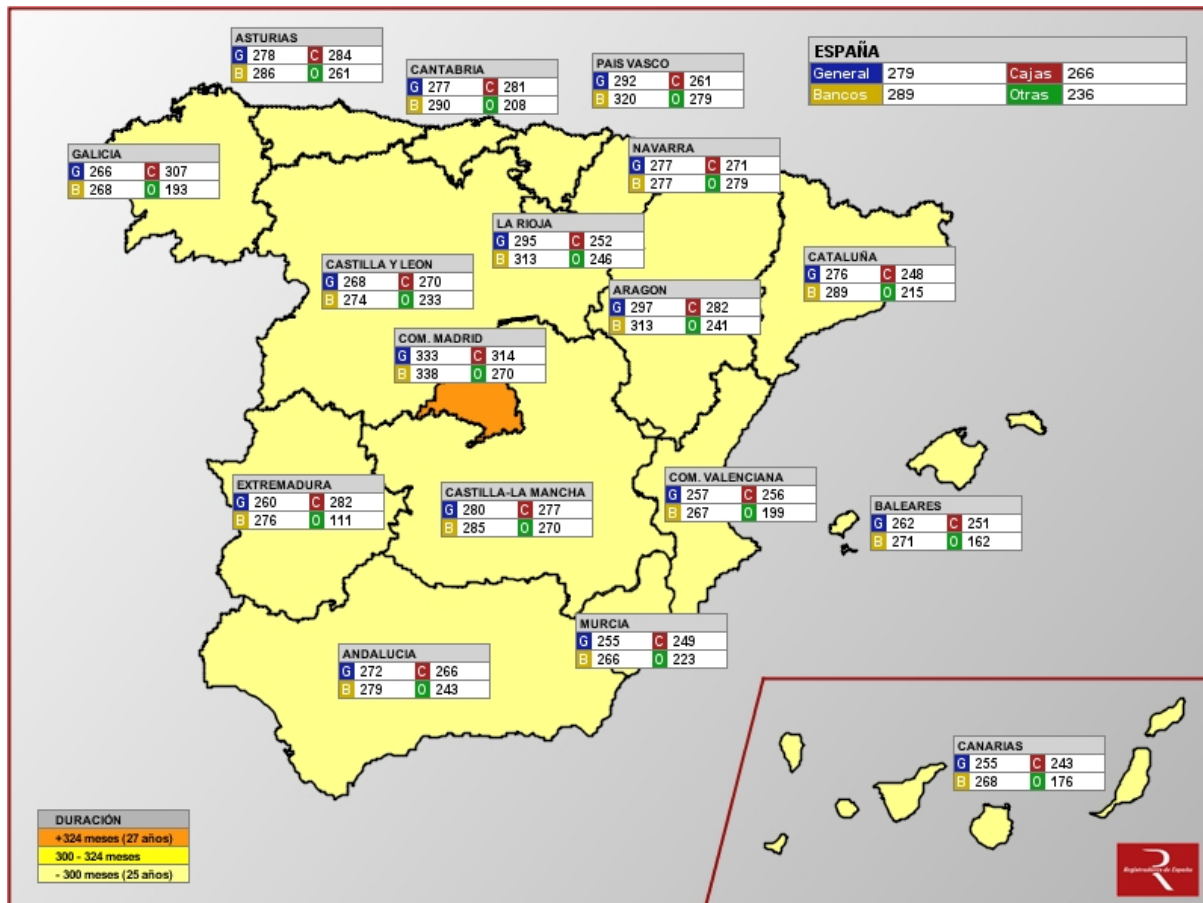 ASTURIAS
G 278 C 284
B 286 O 261
CANTABRIA
G 277 C 281
B 290 O 208
PAIS VASCO
G 292 C 261
B 320 O 279
ESPAÑA
General 279 Cajas 266
Bancos 289 Otras 236
GALICIA
G 266 C 307
B 268 O 193
NAVARRA
G 277 C 271
B 277 O 279
LA RIOJA
G 295 C 252
B 313 O 246
CASTILLA Y LEON
G 268 C 270
B 274 O 233
CATALUÑA
G 276 C 248
B 289 O 215
ARAGON
G 297 C 282
B 313 O 241
COM. MADRID
G 333 C 314
B 338 O 270
EXTREMADURA
G 260 C 282
B 276 O 111
CASTILLA-LA MANCHA
G 280 C 277
B 285 O 270
COM. VALENCIANA
G 257 C 256
B 267 O 199
BALEARES
G 262 C 251
B 271 O 162
MURCIA
G 255 C 249
B 266 O 223
ANDALUCIA
G 272 C 266
B 279 O 243
CANARIAS
G 255 C 243
B 268 O 176
DURACIÓN
+324 meses (27 años)
300 - 324 meses
- 300 meses (25 años)
R
Registradores de España